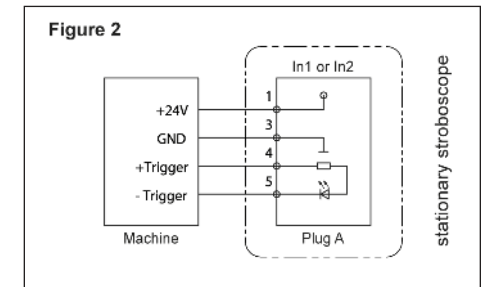 Figure 2
In1 or In2
1
+24V
3
GND
4
+Trigger
5
- Trigger
Machine
Plug A
stationary stroboscope